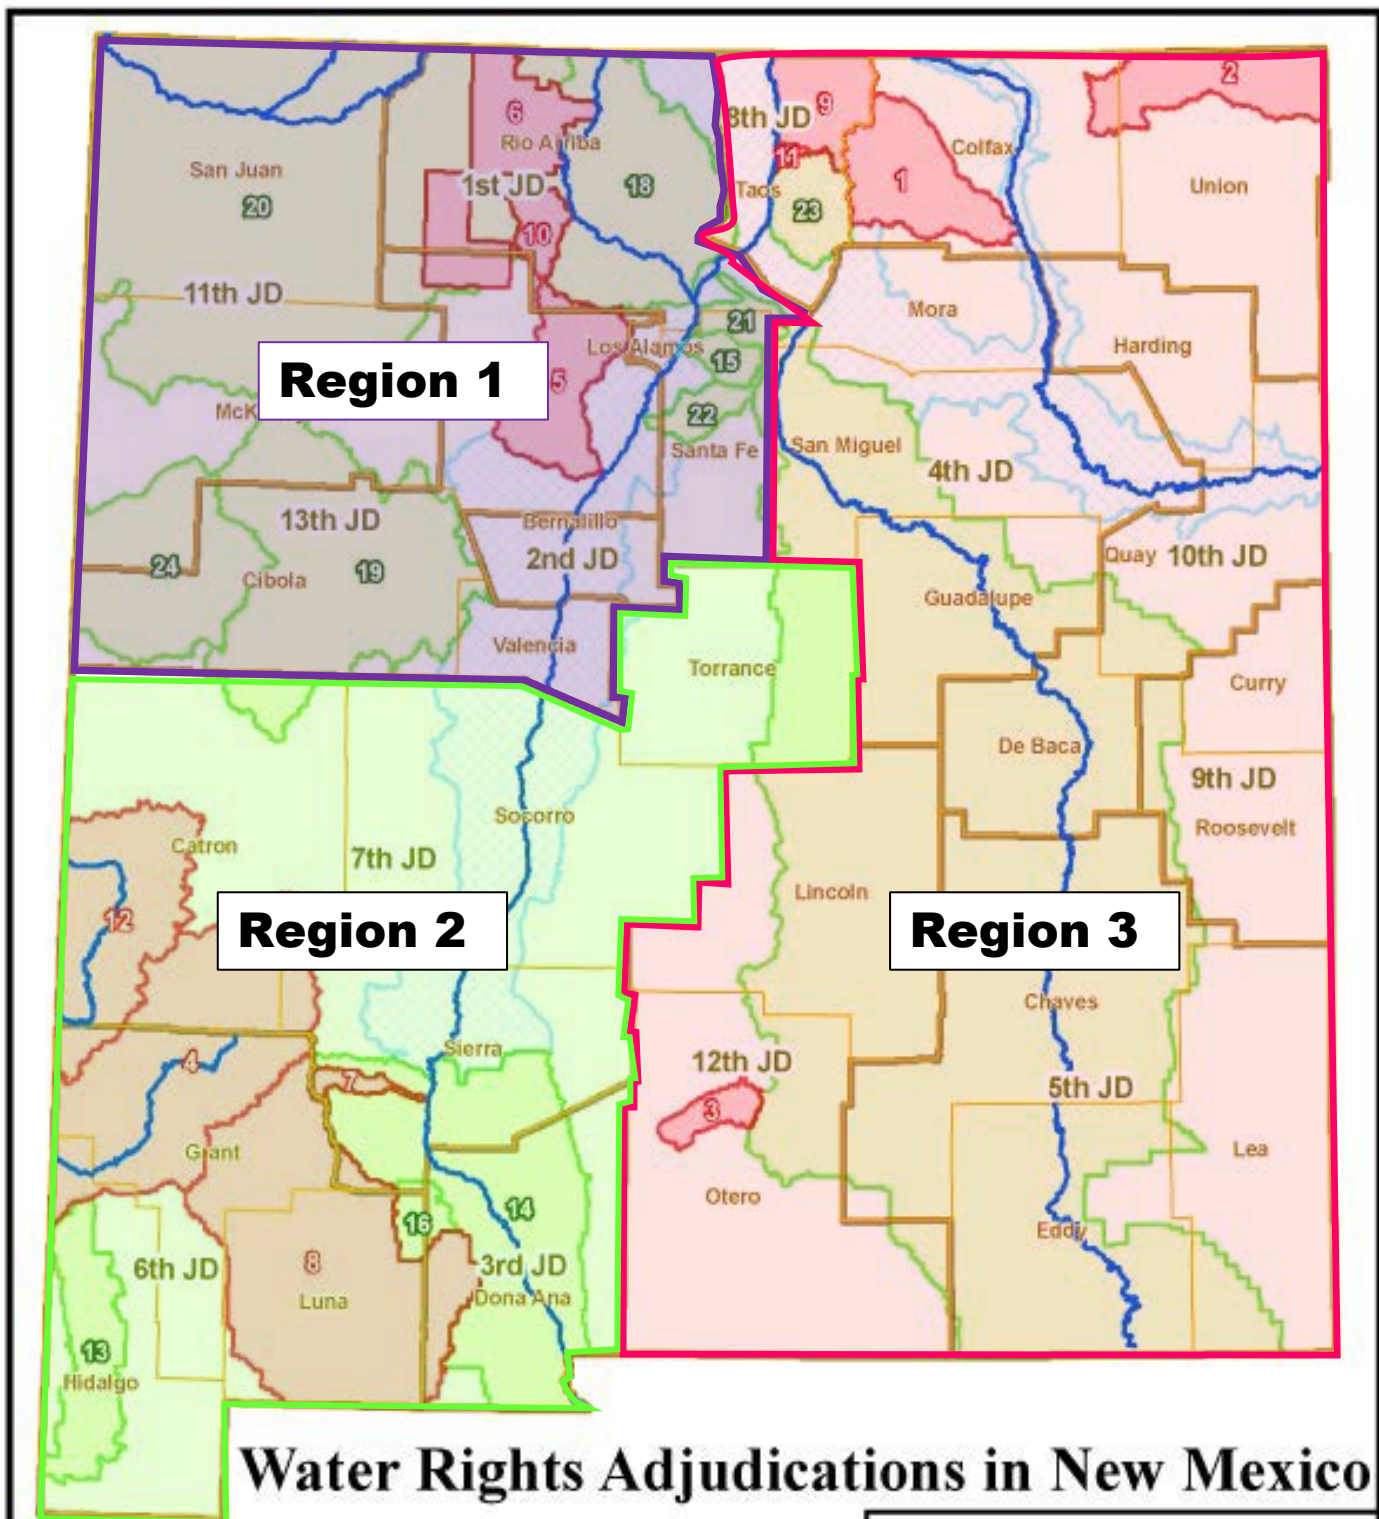 2
9
8th JD
6
Rio Arriba
Colfax
11
San Juan
1st JD
18
Taos
1
Union
20
23
10
11th JD
Mora
21
Harding
Los Alamos
15
Region 1
5
McK
22
Santa Fe
San Miguel
4th JD
13th JD
Bernalillo
2nd JD
Quay
10th JD
24
Cibola
19
Guadalupe
Valencia
Torrance
Curry
De Baca
9th JD
Socorro
Roosevelt
Catron
7th JD
Lincoln
12
Region 2
Region 3
Chaves
Sierra
12th JD
4
7
5th JD
3
Grant
Lea
Otero
14
16
Eddy
6th JD
8
3rd JD
Luna
Dona Ana
13
Hidalgo
Water Rights Adjudications in New Mexico